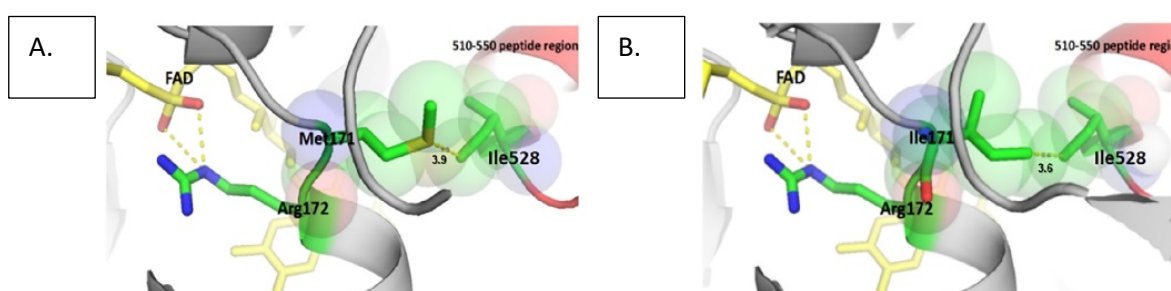 A.
510-550 peptide region
FAD
Met171
3.9
Ile528
Arg172
B.
510-550 peptide regi
FAD
Ile171
3.6
Ile528
Arg172